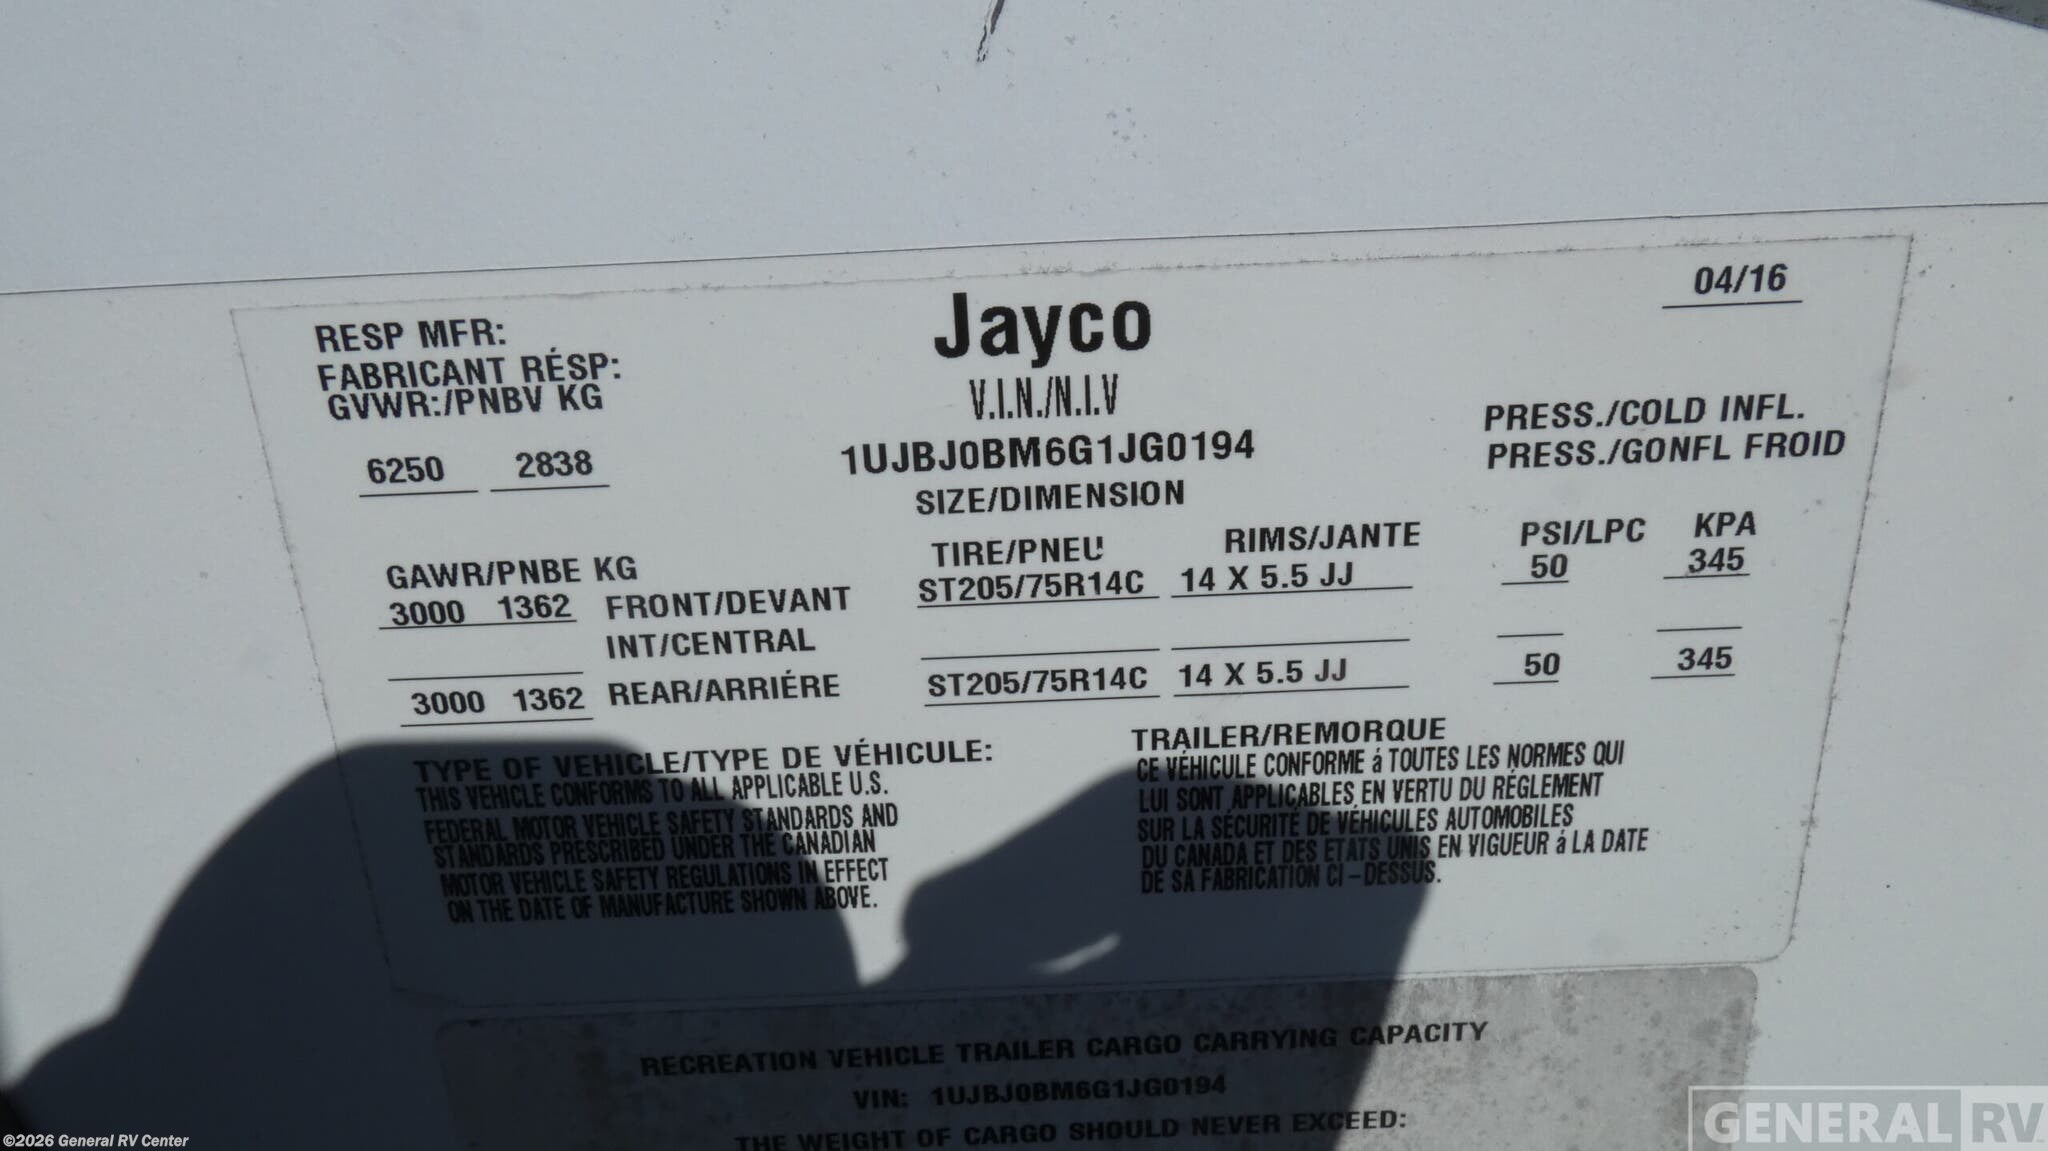 04/16
Jayco
RESP MFR:
FABRICANT RÉSP:
GVWR:/PNBV KG
6250 2838
V.I.N./N.I.V
1UJBJ0BM6G1JG0194
PRESS./COLD INFL.
PRESS./GONFL FROID
SIZE/DIMENSION
GAWR/PNBE KG TIRE/PNEU RIMS/JANTE PSI/LPC KPA
3000 1362 FRONT/DEVANT ST205/75R14C 14 X 5.5 JJ 50 345
INT/CENTRAL
3000 1362 REAR/ARRIÉRE ST205/75R14C 14 X 5.5 JJ 50 345
TYPE OF VEHICLE/TYPE DE VÉHICULE:
THIS VEHICLE CONFORMS TO ALL APPLICABLE U.S.
FEDERAL MOTOR VEHICLE SAFETY STANDARDS AND
STANDARDS PRESCRIBED UNDER THE CANADIAN
MOTOR VEHICLE SAFETY REGULATIONS IN EFFECT
ON THE DATE OF MANUFACTURE SHOWN ABOVE.
TRAILER/REMORQUE
CE VÉHICULE CONFORME á TOUTES LES NORMES QUI
LUI SONT APPLICABLES EN VERTU DU RÉGLEMENT
SUR LA SÉCURITÉ DE VÉHICULES AUTOMOBILES
DU CANADA ET DES ETATS UNIS EN VIGUEUR á LA DATE
DE SA FABRICATION CI-DESSUS.
RECREATION VEHICLE TRAILER CARGO CARRYING CAPACITY
VIN: 1UJBJ0BM6G1JG0194
THE WEIGHT OF CARGO SHOULD NEVER EXCEED:
©2026 General RV Center
GENERAL RV